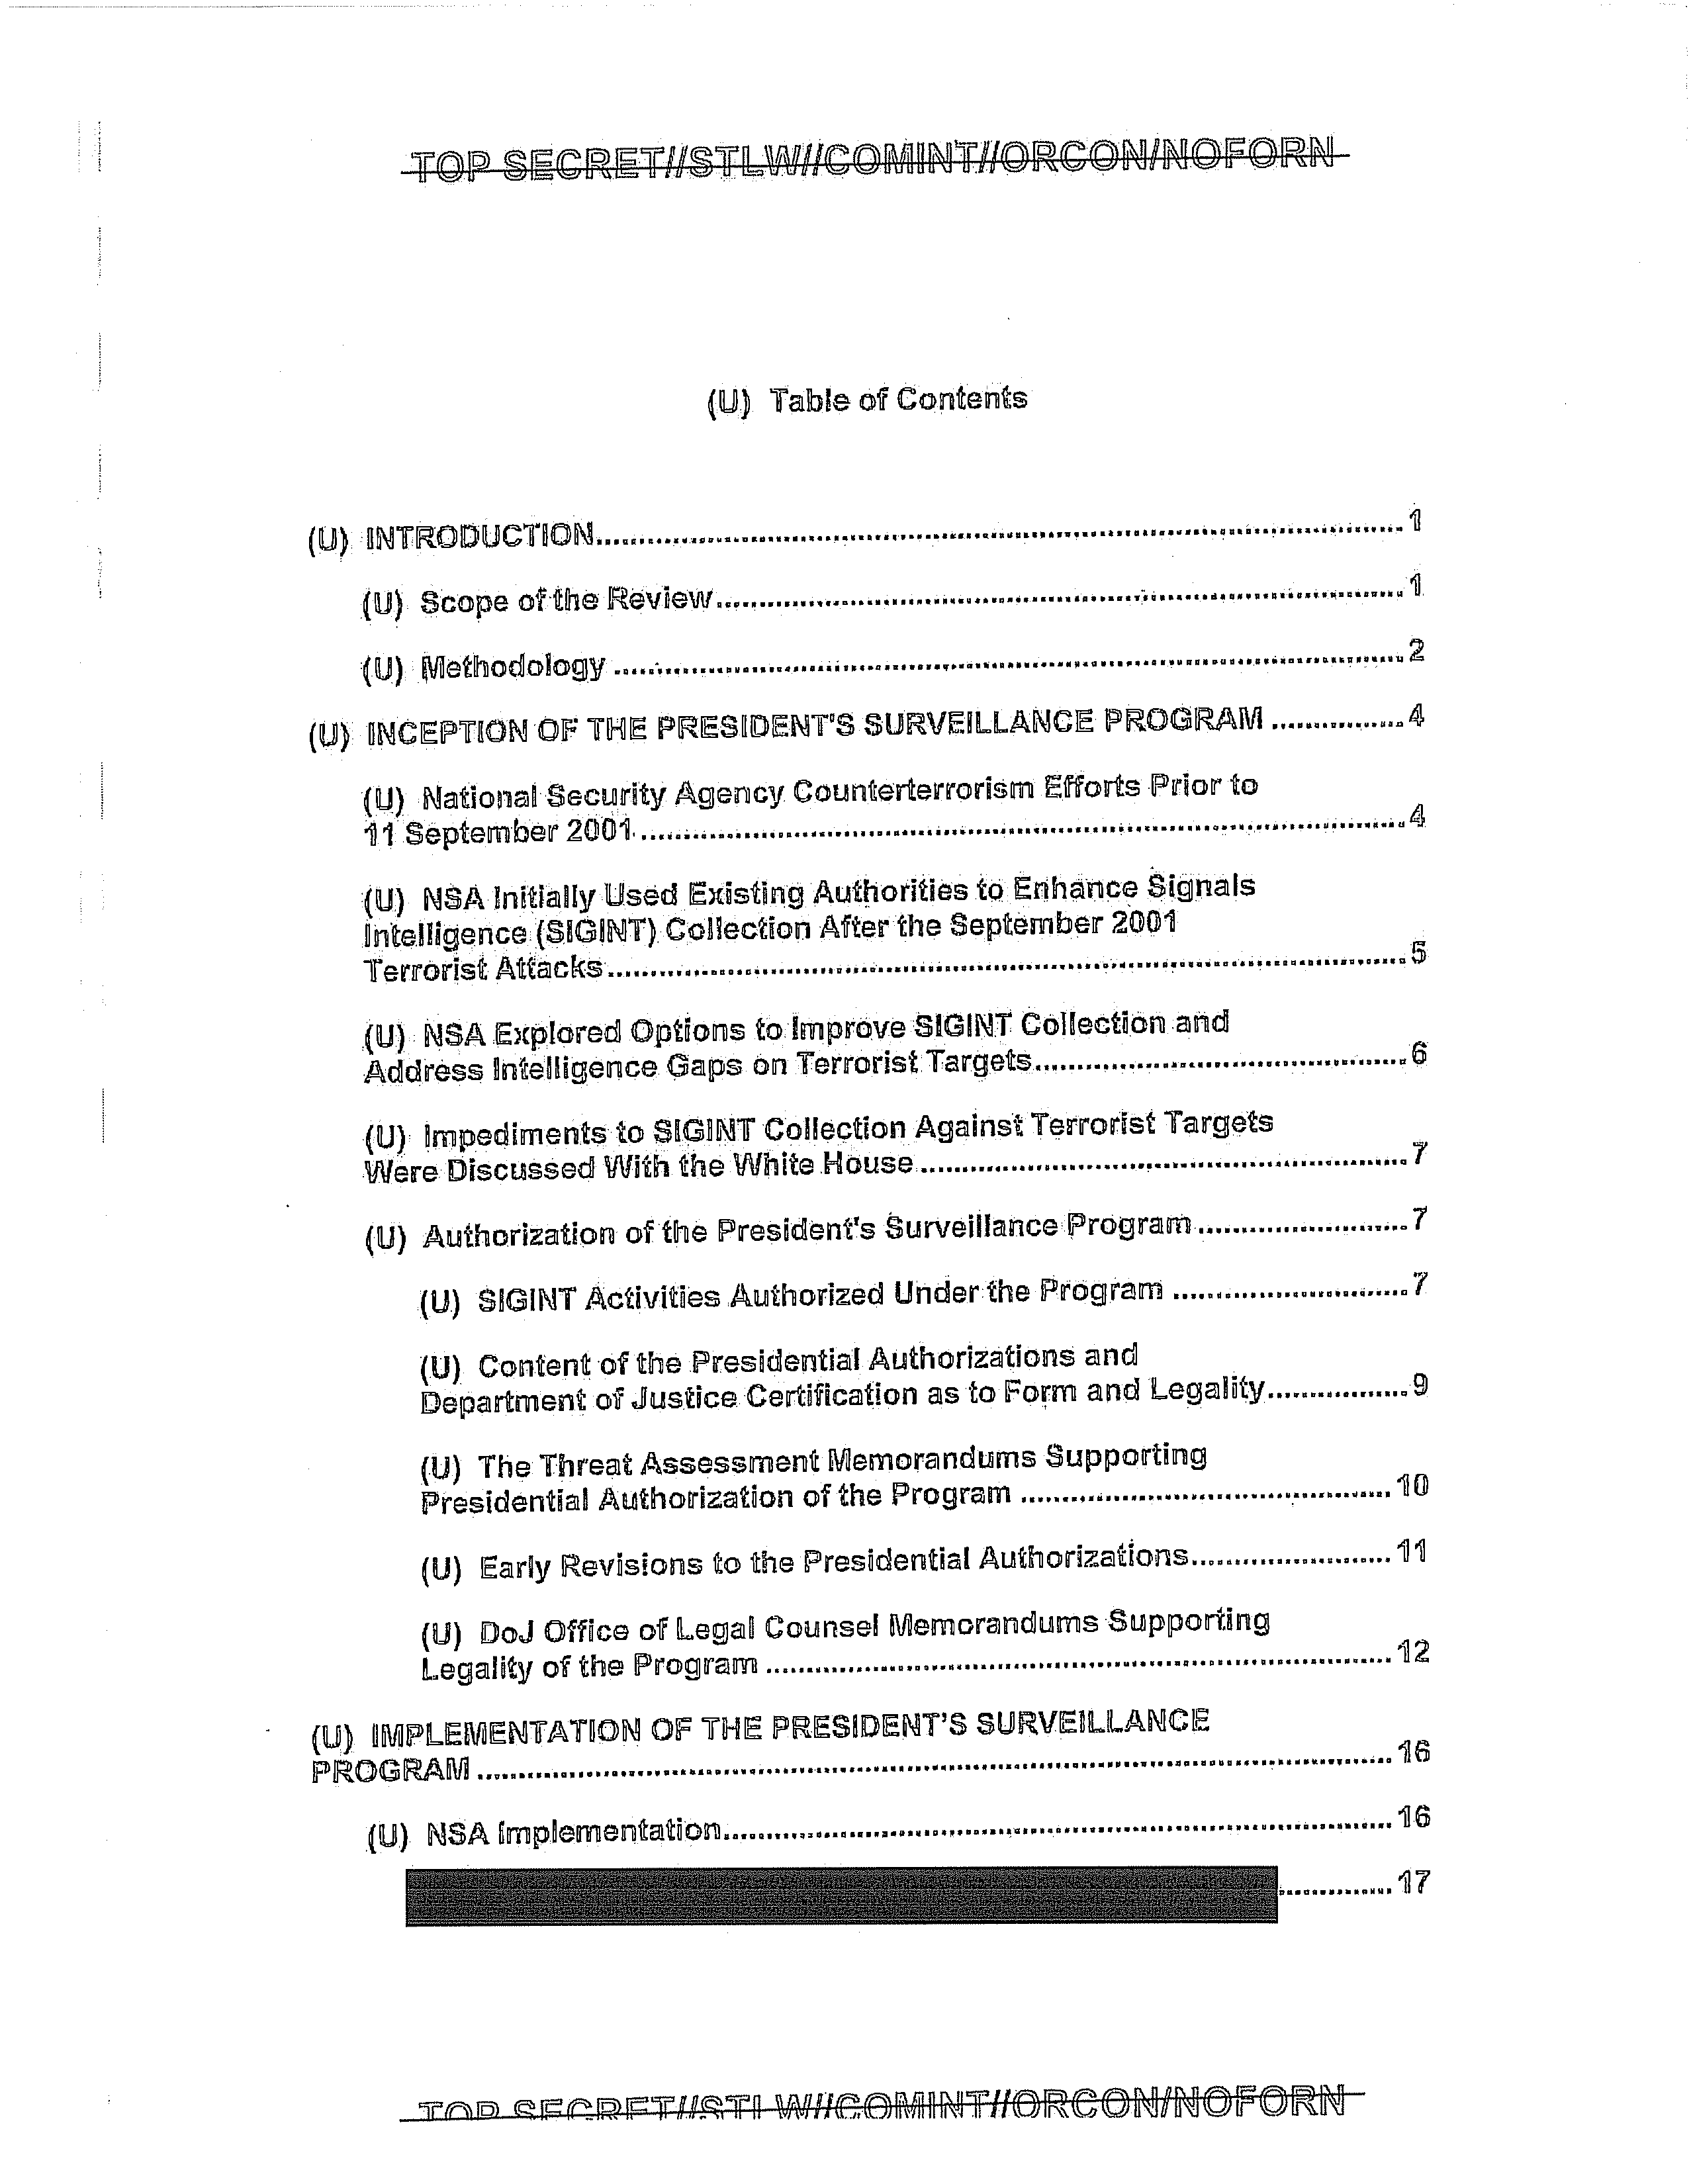 TOP SECRET//STLW//COMINT//ORCON/NOFORN
(U) Table of Contents
(U) INTRODUCTION..........1
(U) Scope of the Review..........1
(U) Methodology..........2
(U) INCEPTION OF THE PRESIDENT'S SURVEILLANCE PROGRAM..........4
(U) National Security Agency Counterterrorism Efforts Prior to
11 September 2001..........4
(U) NSA Initially Used Existing Authorities to Enhance Signals
Intelligence (SIGINT) Collection After the September 2001
Terrorist Attacks..........5
(U) NSA Explored Options to Improve SIGINT Collection and
Address Intelligence Gaps on Terrorist Targets..........6
(U) Impediments to SIGINT Collection Against Terrorist Targets
Were Discussed With the White House..........7
(U) Authorization of the President's Surveillance Program..........7
(U) SIGINT Activities Authorized Under the Program..........7
(U) Content of the Presidential Authorizations and
Department of Justice Certification as to Form and Legality..........9
(U) The Threat Assessment Memorandums Supporting
Presidential Authorization of the Program..........10
(U) Early Revisions to the Presidential Authorizations..........11
(U) DoJ Office of Legal Counsel Memorandums Supporting
Legality of the Program..........12
(U) IMPLEMENTATION OF THE PRESIDENT'S SURVEILLANCE
PROGRAM..........16
(U) NSA Implementation..........16
..........17
TOP SECRET//STLW//COMINT//ORCON/NOFORN